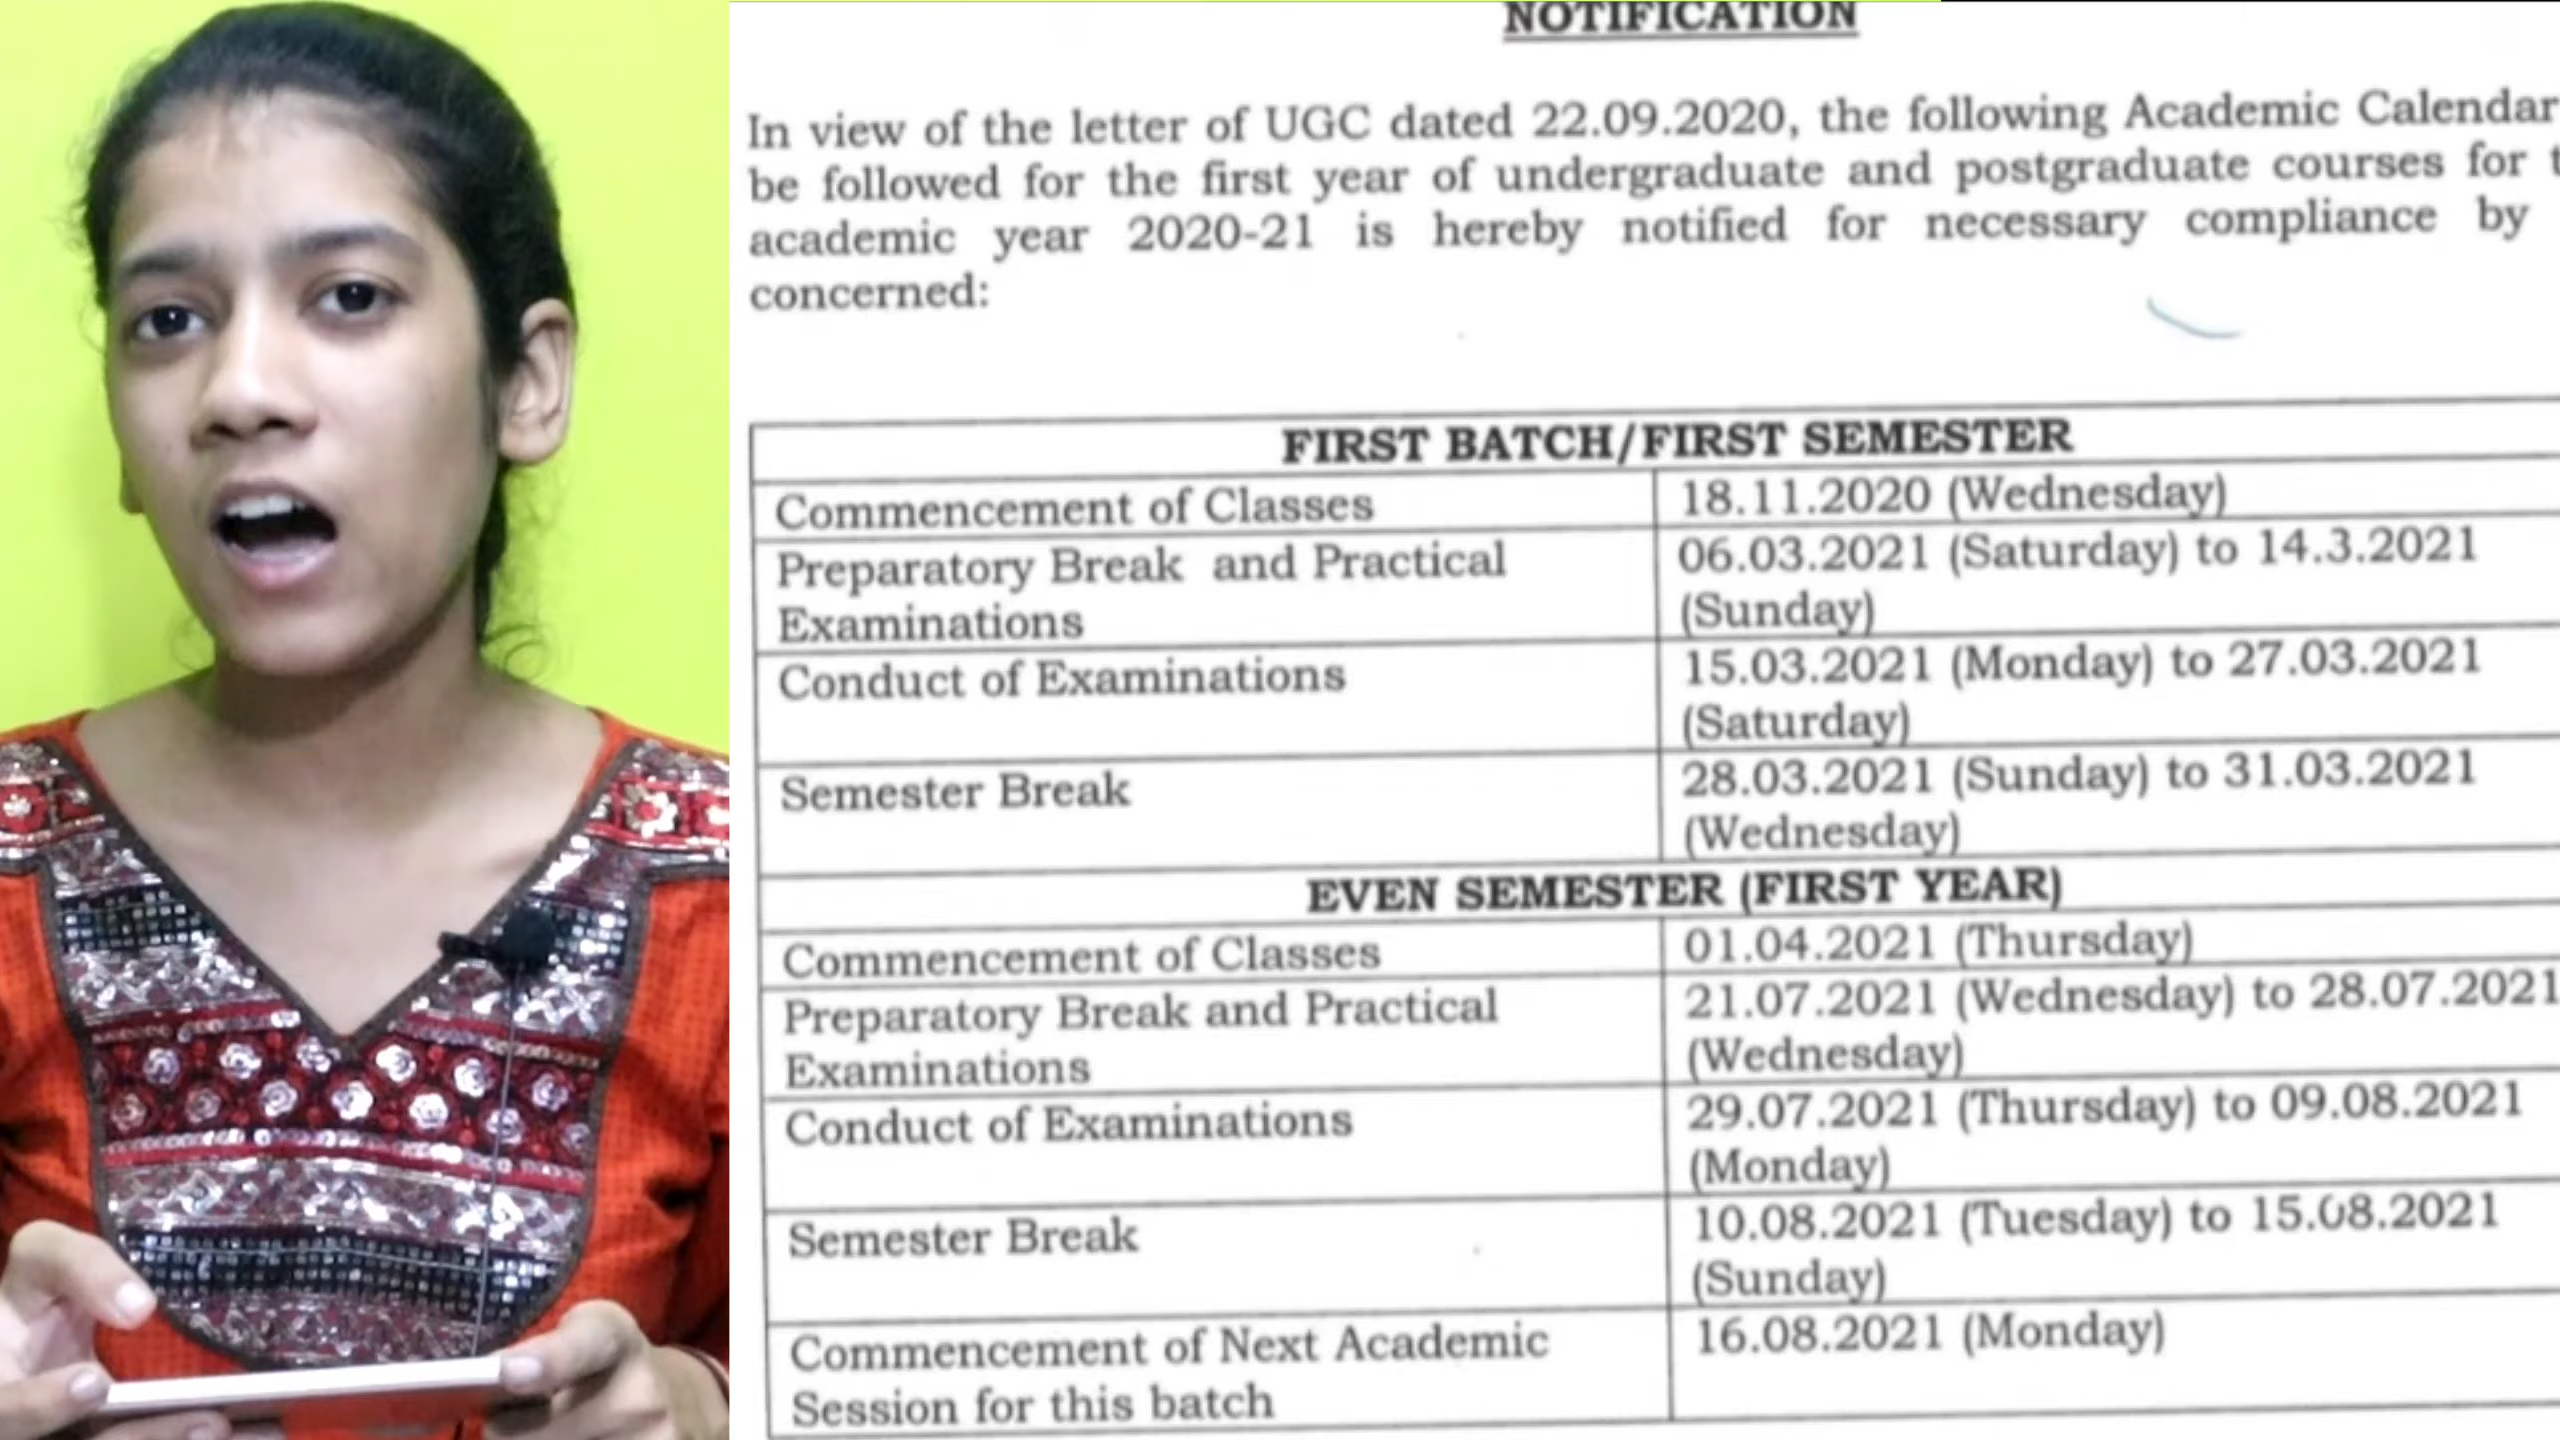 NOTIFICATION
In view of the letter of UGC dated 22.09.2020, the following Academic Calendar
be followed for the first year of undergraduate and postgraduate courses for
academic year 2020-21 is hereby notified for necessary compliance by
concerned:
FIRST BATCH/FIRST SEMESTER
Commencement of Classes 18.11.2020 (Wednesday)
Preparatory Break and Practical 06.03.2021 (Saturday) to 14.3.2021
Examinations (Sunday)
Conduct of Examinations 15.03.2021 (Monday) to 27.03.2021
(Saturday)
Semester Break 28.03.2021 (Sunday) to 31.03.2021
(Wednesday)
EVEN SEMESTER (FIRST YEAR)
Commencement of Classes 01.04.2021 (Thursday)
Preparatory Break and Practical 21.07.2021 (Wednesday) to 28.07.2021
Examinations (Wednesday)
Conduct of Examinations 29.07.2021 (Thursday) to 09.08.2021
(Monday)
Semester Break 10.08.2021 (Tuesday) to 15.08.2021
(Sunday)
Commencement of Next Academic 16.08.2021 (Monday)
Session for this batch